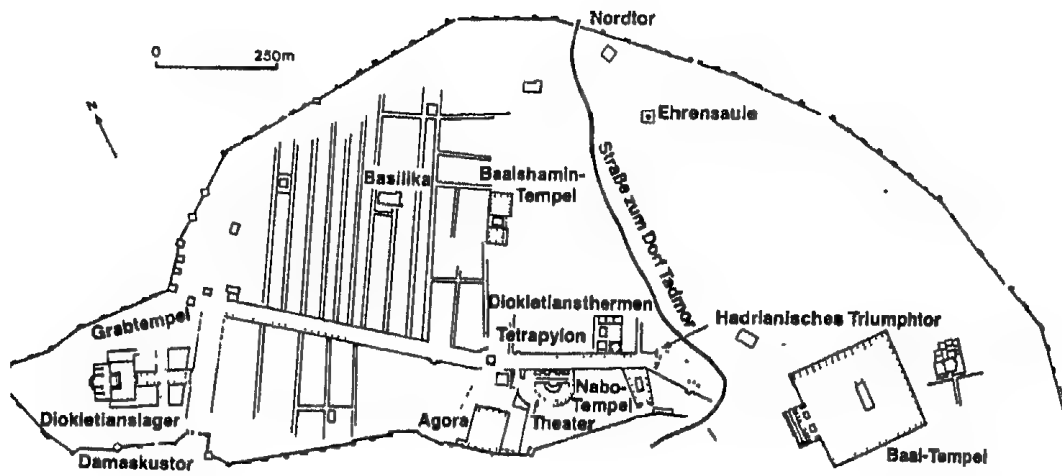 Nordtor
0 250m
N
Ehrensaule
Basilika
Baalshamin-
Tempel
Straße zum Dorf Tadmor
Diokletiansthermen
Grabtempel
Tetrapylon
Hadrianisches Triumphtor
Nabo-
Tempel
Diokletianslager
Agora
Theater
Damaskustor
Baal-Tempel